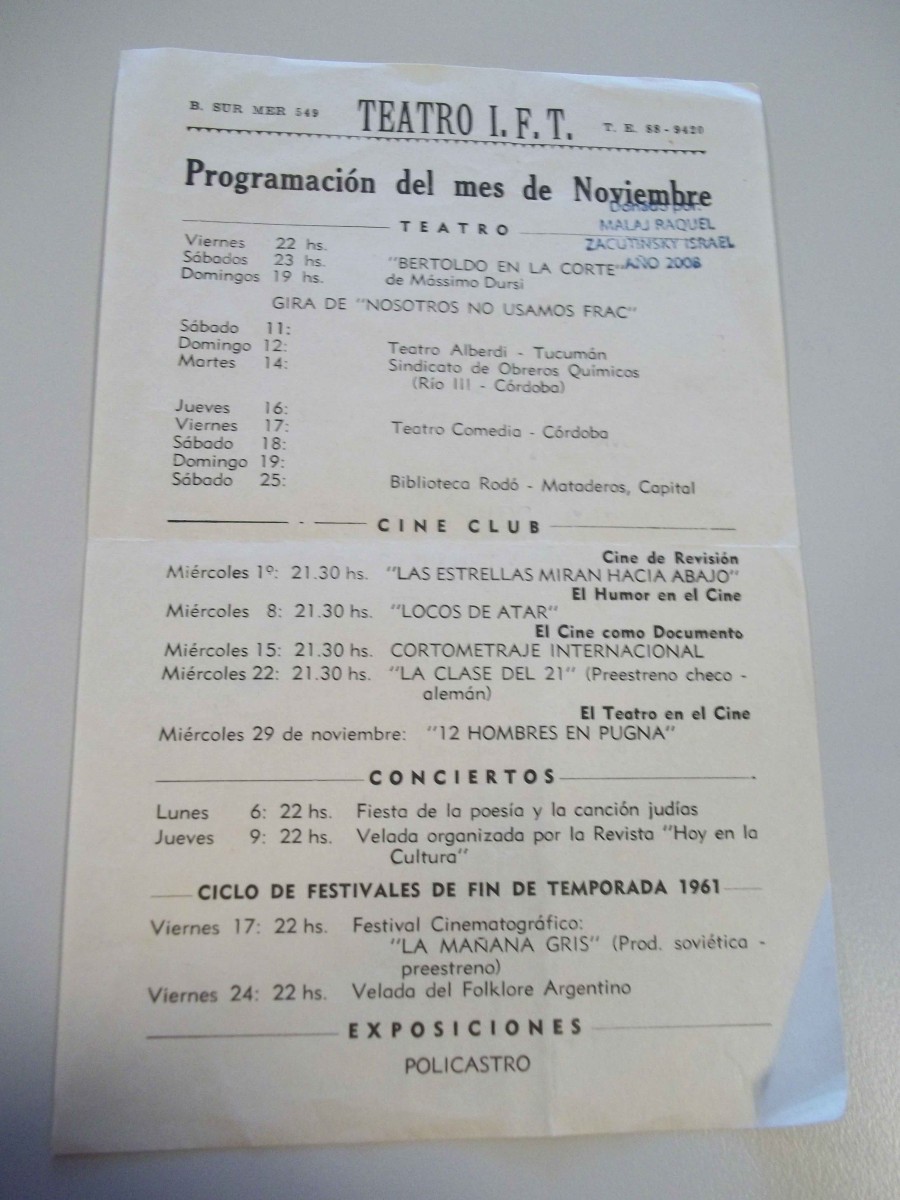 B. SUR MER 549 TEATRO I. F. T. T. E. 88 - 9420
Programación del mes de Noviembre
Donado por:
MALAJ RAQUEL
ZACUTINSKY ISRAEL
AÑO 2008
TEATRO
Viernes 22 hs.
Sábados 23 hs. "BERTOLDO EN LA CORTE"
Domingos 19 hs. de Mássimo Dursi
GIRA DE "NOSOTROS NO USAMOS FRAC"
Sábado 11:
Domingo 12: Teatro Alberdi - Tucumán
Martes 14: Sindicato de Obreros Químicos
(Río III - Córdoba)
Jueves 16:
Viernes 17: Teatro Comedia - Córdoba
Sábado 18:
Domingo 19:
Sábado 25: Biblioteca Rodó - Mataderos, Capital
CINE CLUB
Cine de Revisión
Miércoles 1º: 21.30 hs. "LAS ESTRELLAS MIRAN HACIA ABAJO"
El Humor en el Cine
Miércoles 8: 21.30 hs. "LOCOS DE ATAR"
El Cine como Documento
Miércoles 15: 21.30 hs. CORTOMETRAJE INTERNACIONAL
Miércoles 22: 21.30 hs. "LA CLASE DEL 21" (Preestreno checo -
alemán)
El Teatro en el Cine
Miércoles 29 de noviembre: "12 HOMBRES EN PUGNA"
CONCIERTOS
Lunes 6: 22 hs. Fiesta de la poesía y la canción judías
Jueves 9: 22 hs. Velada organizada por la Revista "Hoy en la
Cultura"
CICLO DE FESTIVALES DE FIN DE TEMPORADA 1961
Viernes 17: 22 hs. Festival Cinematográfico:
"LA MAÑANA GRIS" (Prod. soviética -
preestreno)
Viernes 24: 22 hs. Velada del Folklore Argentino
EXPOSICIONES
POLICASTRO